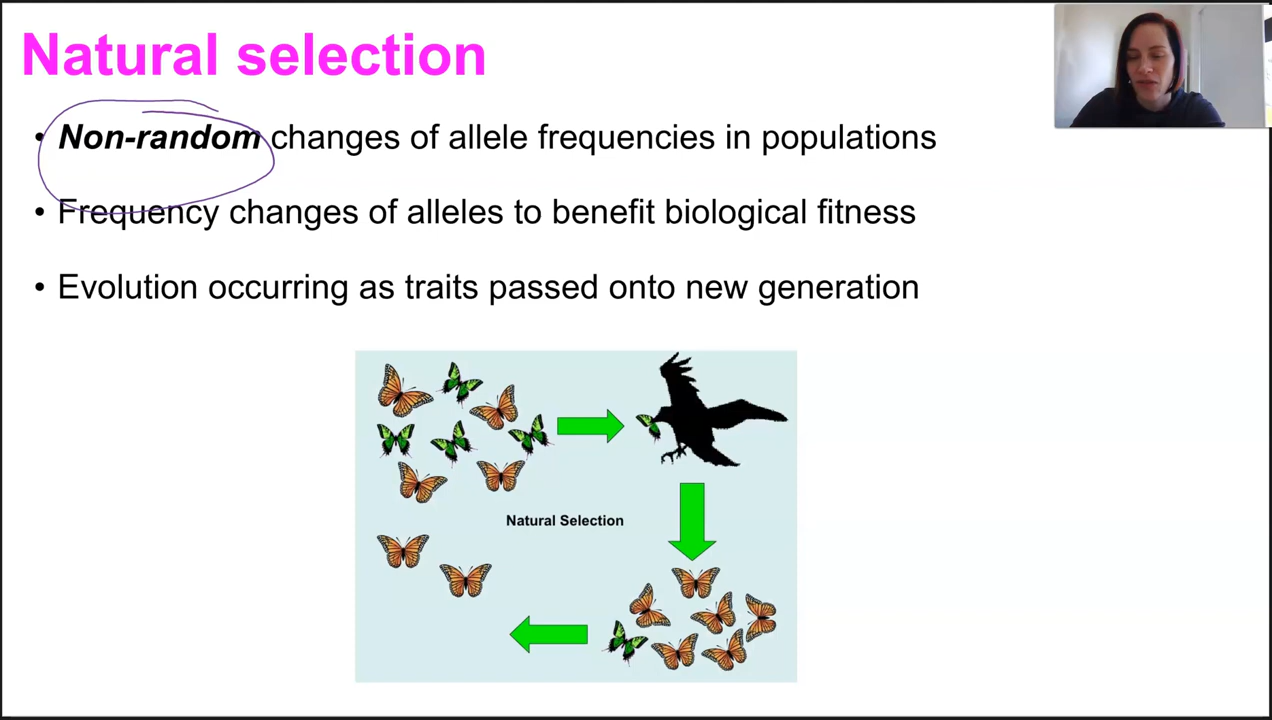 Natural selection
• Non-random changes of allele frequencies in populations
• Frequency changes of alleles to benefit biological fitness
• Evolution occurring as traits passed onto new generation
Natural Selection